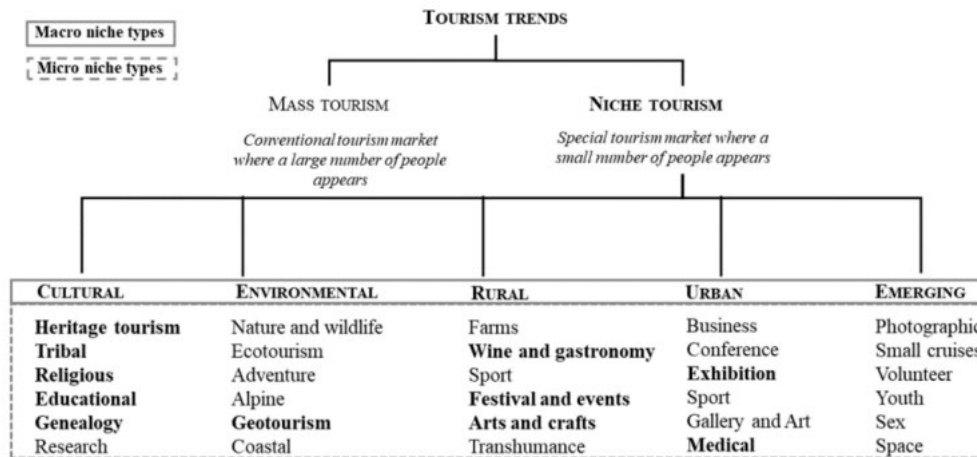 TOURISM TRENDS
Macro niche types
Micro niche types
MASS TOURISM
NICHE TOURISM
Conventional tourism market
where a large number of people
appears
Special tourism market where a
small number of people appears
CULTURAL
ENVIRONMENTAL
RURAL
URBAN
EMERGING
Heritage tourism
Nature and wildlife
Farms
Business
Photographic
Tribal
Ecotourism
Wine and gastronomy
Conference
Small cruises
Religious
Adventure
Sport
Exhibition
Volunteer
Educational
Alpine
Festival and events
Sport
Youth
Genealogy
Geotourism
Arts and crafts
Gallery and Art
Sex
Research
Coastal
Transhumance
Medical
Space